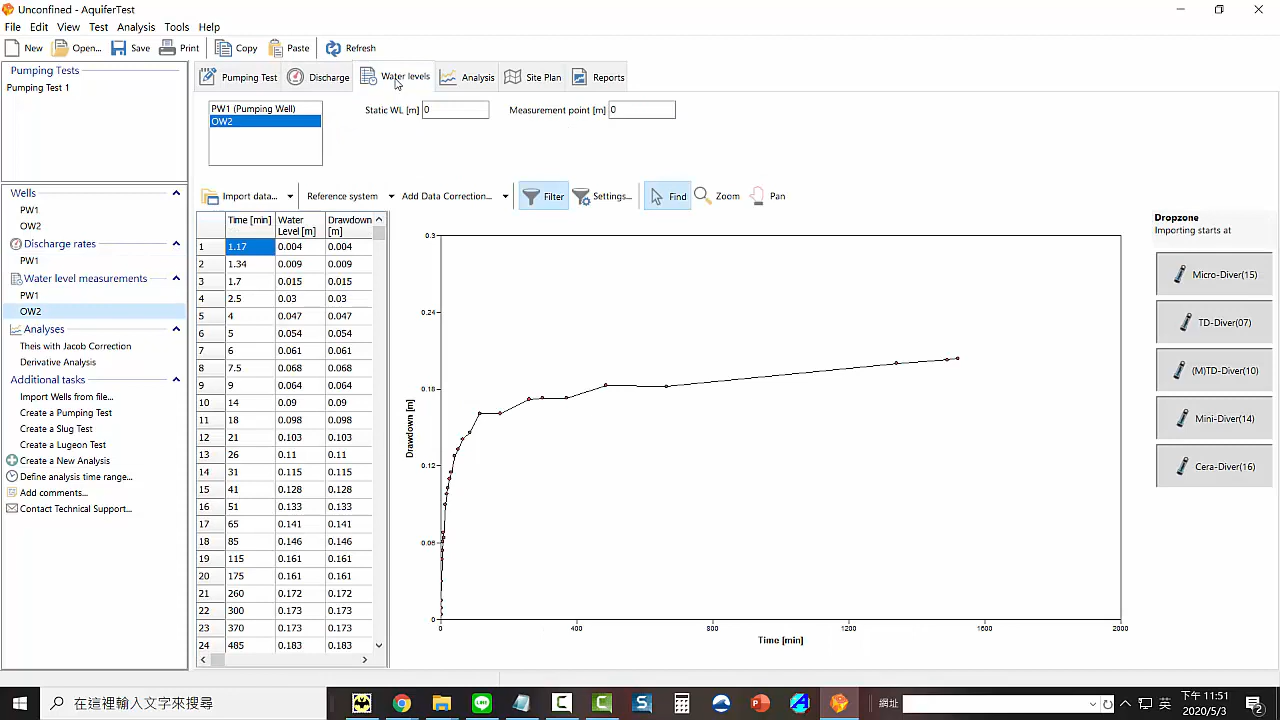 Unconfined - AquiferTest
File Edit View Test Analysis Tools Help
New Open... Save Print Copy Paste Refresh
Pumping Tests
Pumping Test 1
Wells
PW1
OW2
Discharge rates
PW1
Water level measurements
PW1
OW2
Analyses
Theis with Jacob Correction
Derivative Analysis
Additional tasks
Import Wells from file...
Create a Pumping Test
Create a Slug Test
Create a Lugeon Test
Create a New Analysis
Define analysis time range...
Add comments...
Contact Technical Support...
Pumping Test Discharge Water levels Analysis Site Plan Reports
PW1 (Pumping Well)
OW2
Static WL [m] 0 Measurement point [m] 0
Import data... Reference system Add Data Correction... Filter Settings... Find Zoom Pan
Time [min] Water Level [m] Drawdown [m]
1 1.17 0.004 0.004
2 1.34 0.009 0.009
3 1.7 0.015 0.015
4 2.5 0.03 0.03
5 4 0.047 0.047
6 5 0.054 0.054
7 6 0.061 0.061
8 7.5 0.068 0.068
9 9 0.064 0.064
10 14 0.09 0.09
11 18 0.098 0.098
12 21 0.103 0.103
13 26 0.11 0.11
14 31 0.115 0.115
15 41 0.128 0.128
16 51 0.133 0.133
17 65 0.141 0.141
18 85 0.146 0.146
19 115 0.161 0.161
20 175 0.161 0.161
21 260 0.172 0.172
22 300 0.173 0.173
23 370 0.173 0.173
24 485 0.183 0.183
0.3
0.24
0.18
0.12
0.06
0
Drawdown [m]
0 400 800 1200 1600 2000
Time [min]
Dropzone
Importing starts at
Micro-Diver(15)
TD-Diver(07)
(M)TD-Diver(10)
Mini-Diver(14)
Cera-Diver(16)
在這裡輸入文字來搜尋
網址
英
下午 11:51
2020/5/3
2